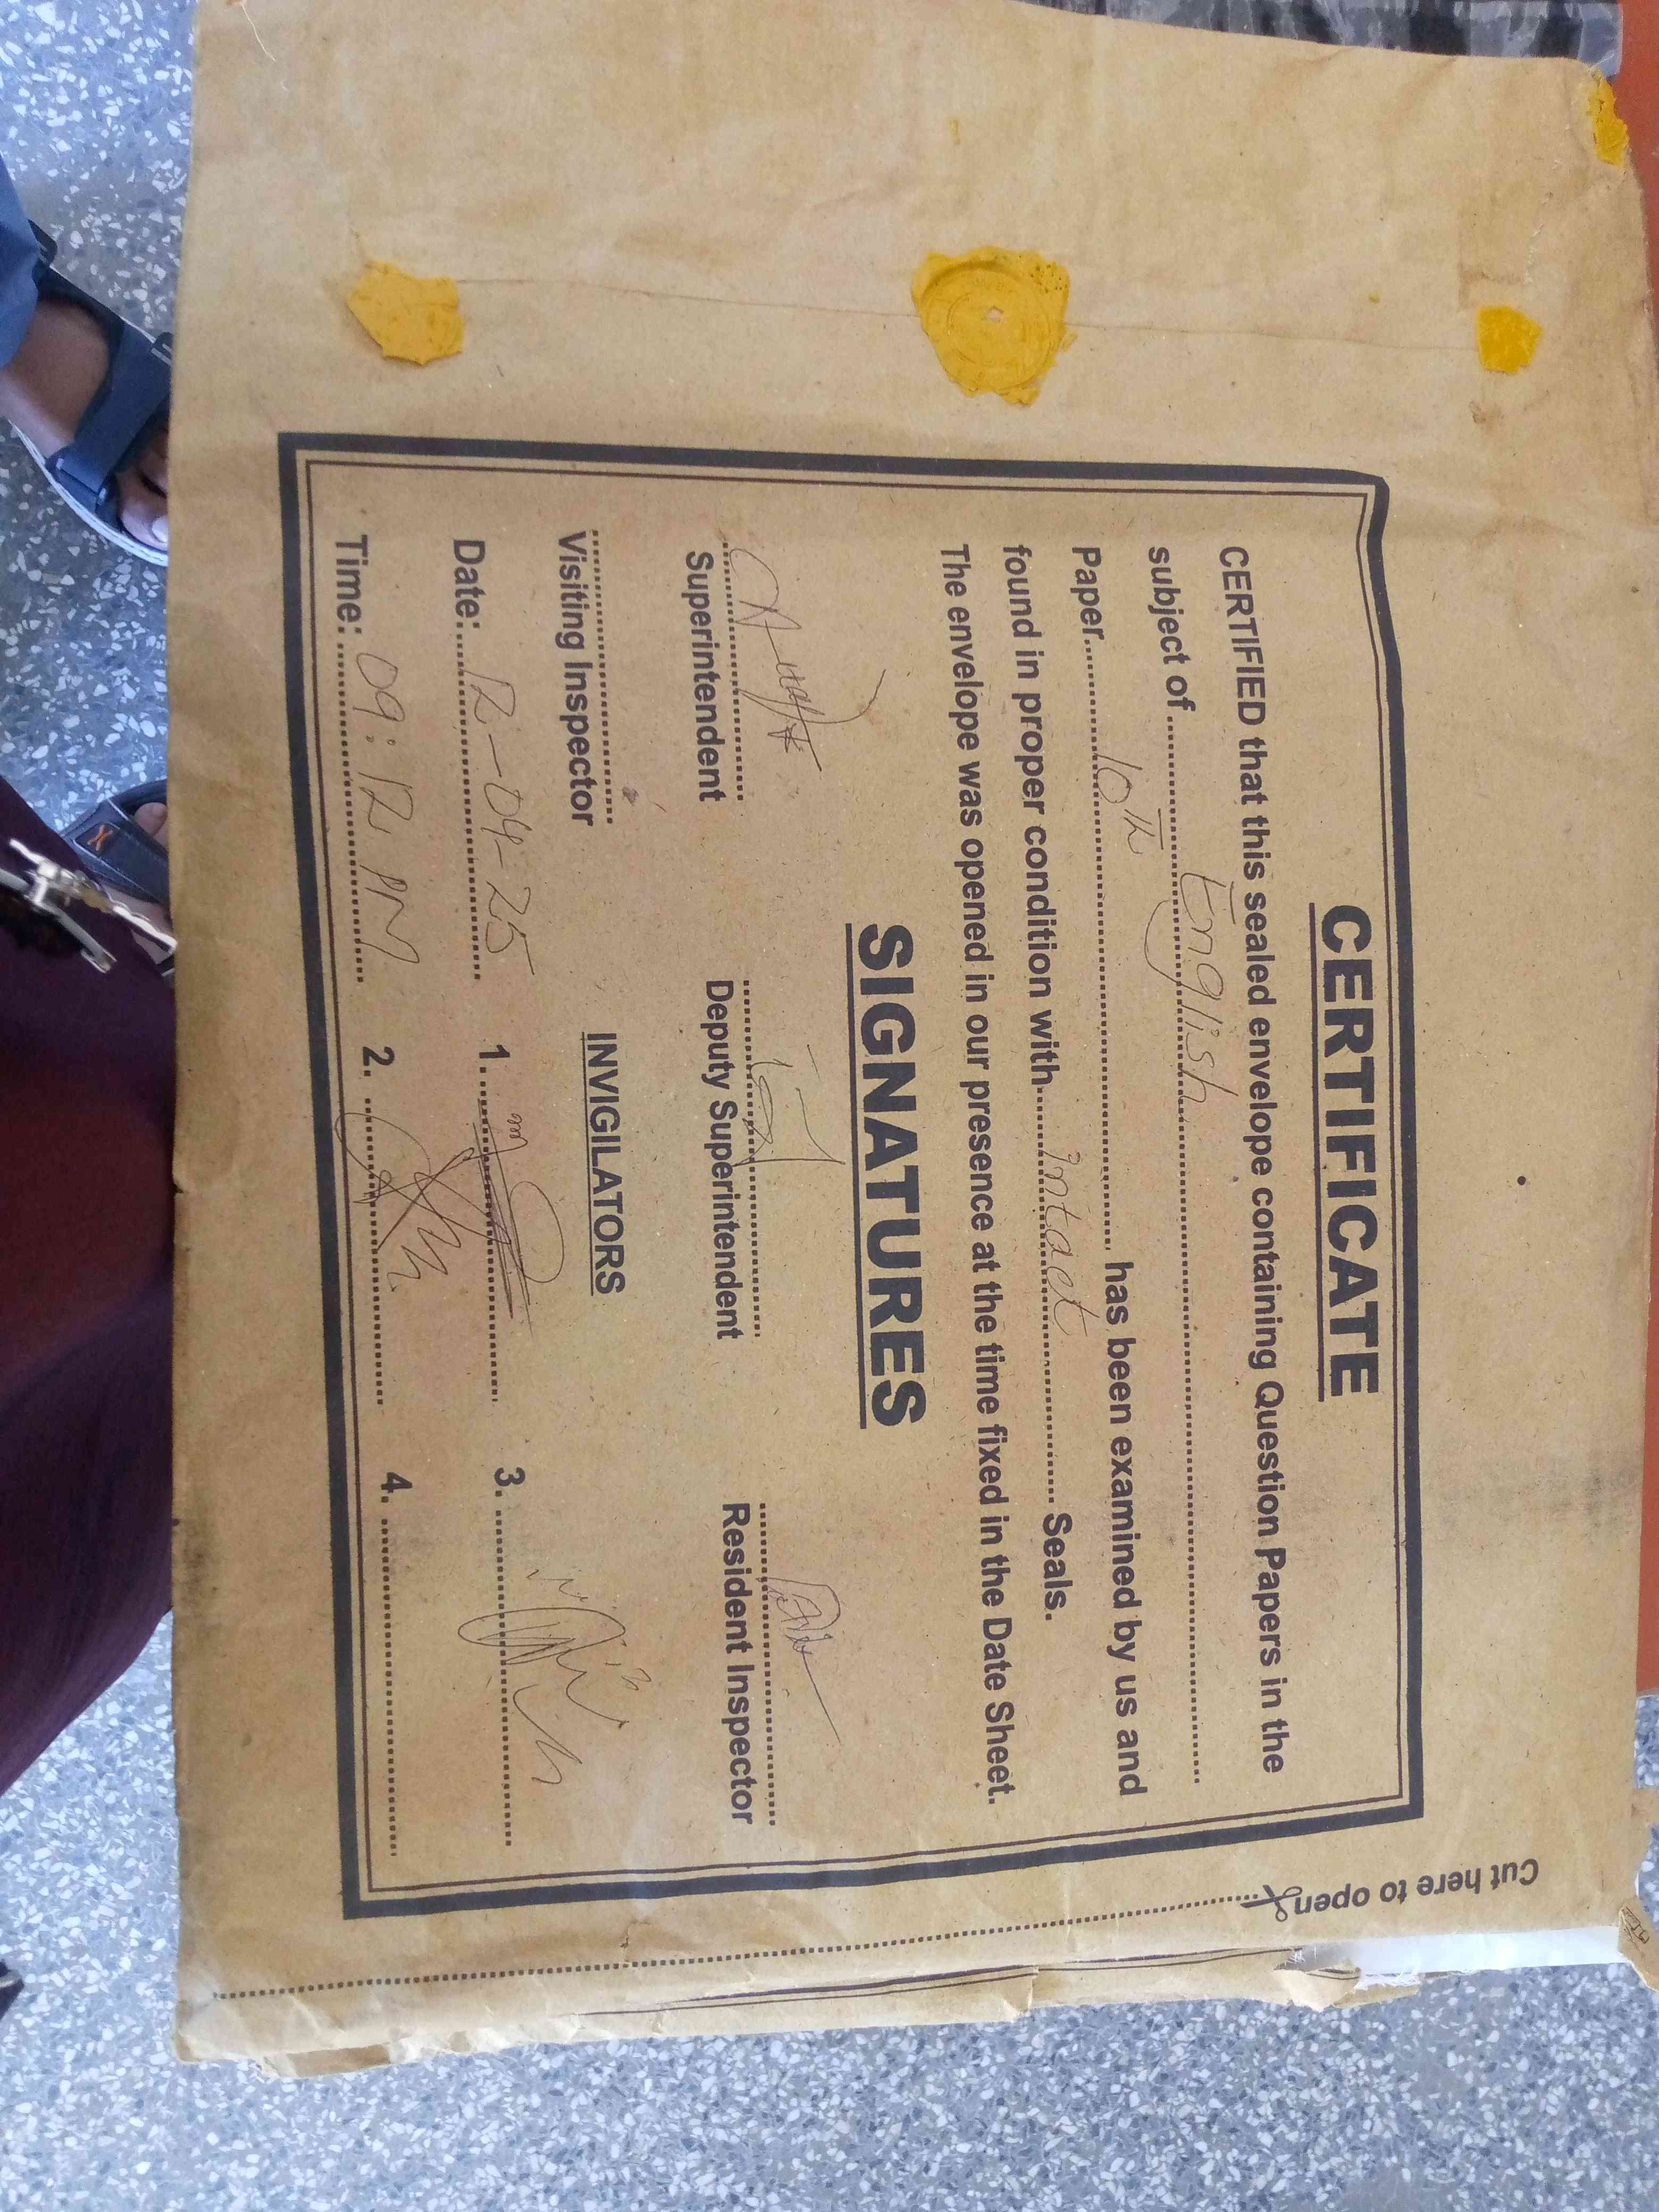 CERTIFICATE
CERTIFIED that this sealed envelope containing Question Papers in the
subject of English
Paper 10th has been examined by us and
found in proper condition with intact Seals.
The envelope was opened in our presence at the time fixed in the Date Sheet.
SIGNATURES
Superintendent
Deputy Superintendent
Resident Inspector
Visiting Inspector
INVIGILATORS
Date: 12-04-25
1.
3.
Time: 09:12 PM
2.
4.
Cut here to open